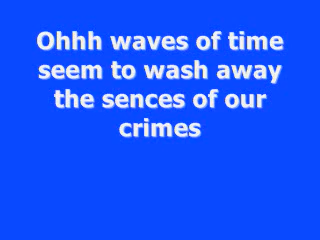 Ohhh waves of time
seem to wash away
the sences of our
crimes